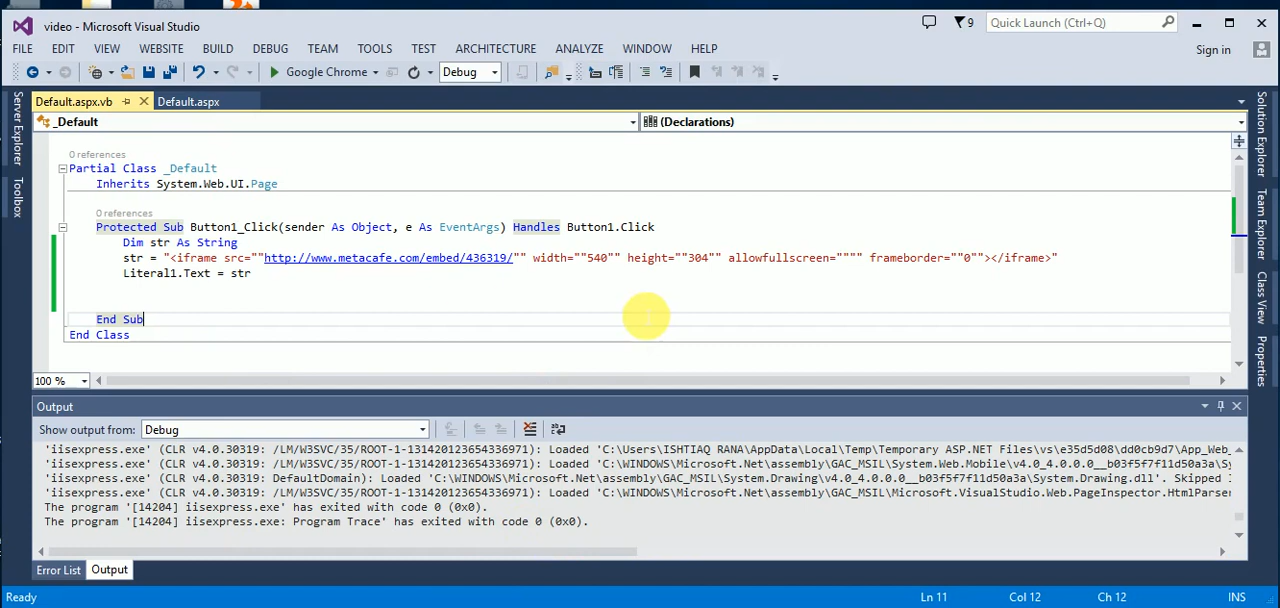 video - Microsoft Visual Studio
9
Quick Launch (Ctrl+Q)
FILE EDIT VIEW WEBSITE BUILD DEBUG TEAM TOOLS TEST ARCHITECTURE ANALYZE WINDOW HELP
Sign in
Google Chrome
Debug
Default.aspx.vb
Default.aspx
_Default
(Declarations)
Server Explorer
Toolbox
Solution Explorer
Team Explorer
Class View
Properties
0 references
Partial Class _Default
Inherits System.Web.UI.Page
0 references
Protected Sub Button1_Click(sender As Object, e As EventArgs) Handles Button1.Click
Dim str As String
str = "<iframe src=""http://www.metacafe.com/embed/436319/"" width=""540"" height=""304"" allowfullscreen="""" frameborder=""0""></iframe>"
Literal1.Text = str
End Sub
End Class
100 %
Output
Show output from: Debug
'iisexpress.exe' (CLR v4.0.30319: /LM/W3SVC/35/ROOT-1-131420123654336971): Loaded 'C:\Users\ISHTIAQ RANA\AppData\Local\Temp\Temporary ASP.NET Files\vs\e35d5d08\dd0cb9d7\App_Web_
'iisexpress.exe' (CLR v4.0.30319: /LM/W3SVC/35/ROOT-1-131420123654336971): Loaded 'C:\WINDOWS\Microsoft.Net\assembly\GAC_MSIL\System.Web.Mobile\v4.0_4.0.0.0__b03f5f7f11d50a3a\Sy
'iisexpress.exe' (CLR v4.0.30319: DefaultDomain): Loaded 'C:\WINDOWS\Microsoft.Net\assembly\GAC_MSIL\System.Drawing\v4.0_4.0.0.0__b03f5f7f11d50a3a\System.Drawing.dll'. Skipped l
'iisexpress.exe' (CLR v4.0.30319: /LM/W3SVC/35/ROOT-1-131420123654336971): Loaded 'C:\WINDOWS\Microsoft.Net\assembly\GAC_MSIL\Microsoft.VisualStudio.Web.PageInspector.HtmlParser
The program '[14204] iisexpress.exe' has exited with code 0 (0x0).
The program '[14204] iisexpress.exe: Program Trace' has exited with code 0 (0x0).
Error List
Output
Ready
Ln 11
Col 12
Ch 12
INS